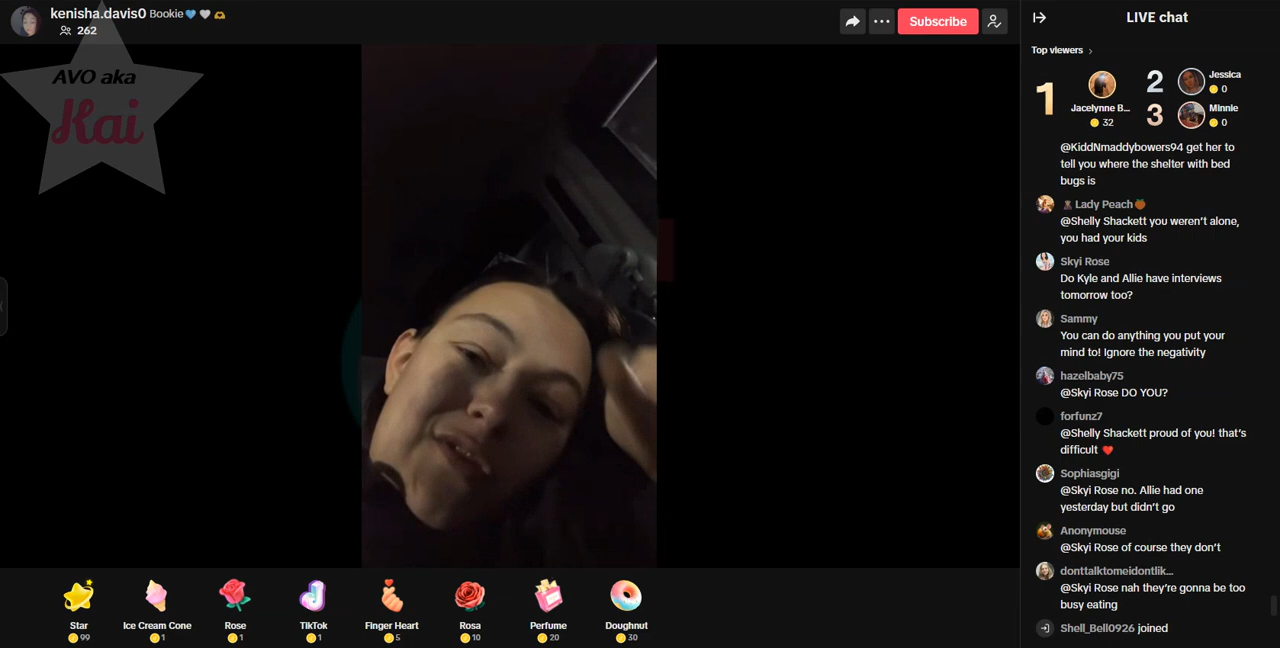 kenisha.davis0 Bookie💙🤍🫶
262
Subscribe
AVO aka
Kai
LIVE chat
Top viewers
1
Jacelynne B...
32
2
Jessica
0
3
Minnie
0
@KiddNmaddybowers94 get her to
tell you where the shelter with bed
bugs is
Lady Peach🍑
@Shelly Shackett you weren't alone,
you had your kids
Skyi Rose
Do Kyle and Allie have interviews
tomorrow too?
Sammy
You can do anything you put your
mind to! Ignore the negativity
hazelbaby75
@Skyi Rose DO YOU?
forfunz7
@Shelly Shackett proud of you! that's
difficult ❤️
Sophiasgigi
@Skyi Rose no. Allie had one
yesterday but didn't go
Anonymouse
@Skyi Rose of course they don't
donttalktomeidontlik...
@Skyi Rose nah they're gonna be too
busy eating
Shell_Bell0926 joined
Star
99
Ice Cream Cone
1
Rose
1
TikTok
1
Finger Heart
5
Rosa
10
Perfume
20
Doughnut
30